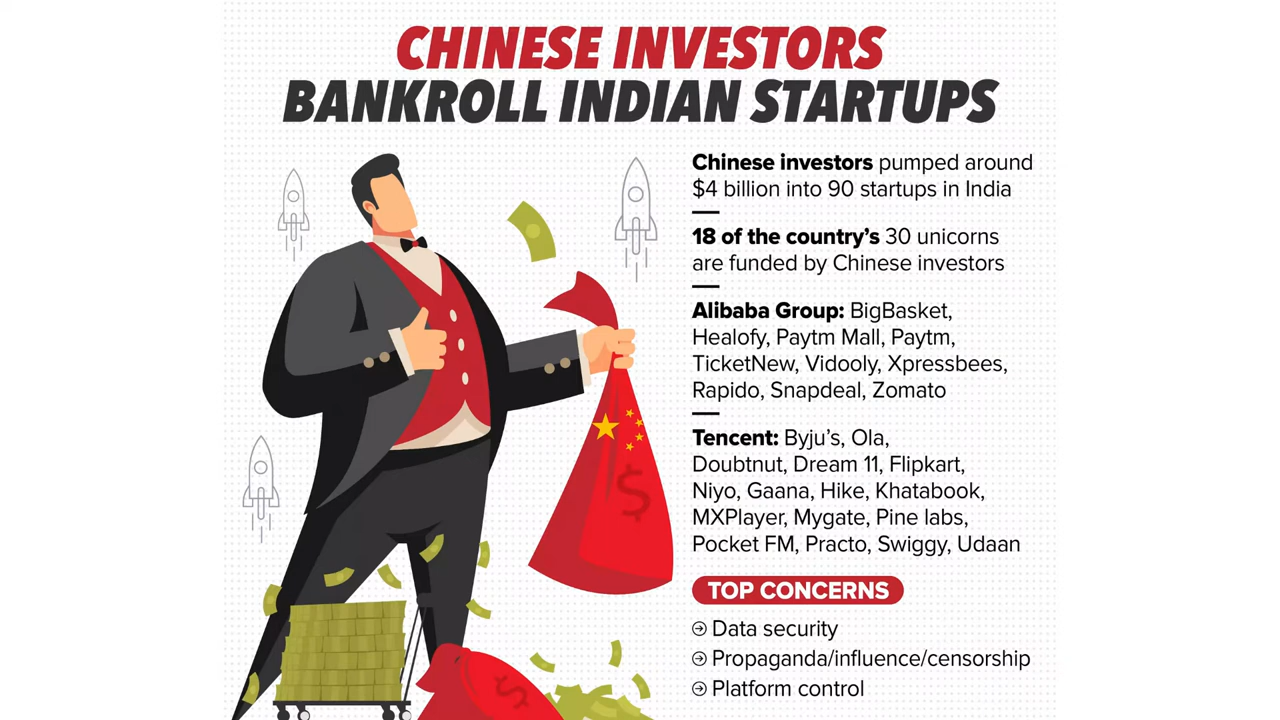 CHINESE INVESTORS
BANKROLL INDIAN STARTUPS
Chinese investors pumped around
$4 billion into 90 startups in India
18 of the country's 30 unicorns
are funded by Chinese investors
Alibaba Group: BigBasket,
Healofy, Paytm Mall, Paytm,
TicketNew, Vidooly, Xpressbees,
Rapido, Snapdeal, Zomato
Tencent: Byju's, Ola,
Doubtnut, Dream 11, Flipkart,
Niyo, Gaana, Hike, Khatabook,
MXPlayer, Mygate, Pine labs,
Pocket FM, Practo, Swiggy, Udaan
TOP CONCERNS
Data security
Propaganda/influence/censorship
Platform control
$
$